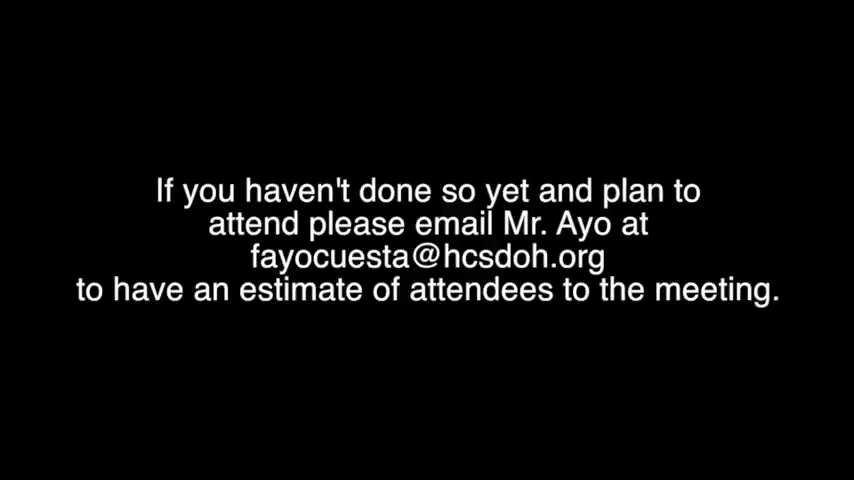 If you haven't done so yet and plan to
attend please email Mr. Ayo at
fayocuesta@hcsdoh.org
to have an estimate of attendees to the meeting.